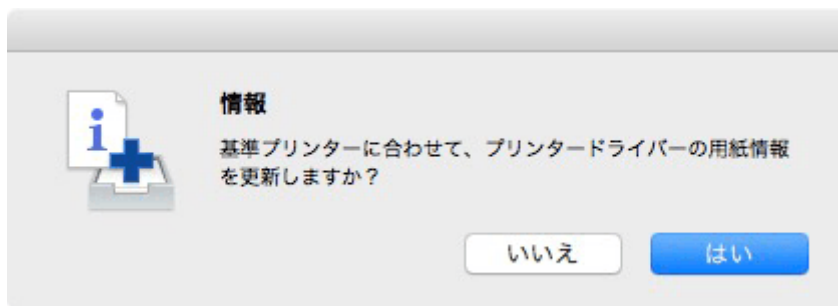 情報
基準プリンターに合わせて、プリンタードライバーの用紙情報
を更新しますか？
いいえ
はい